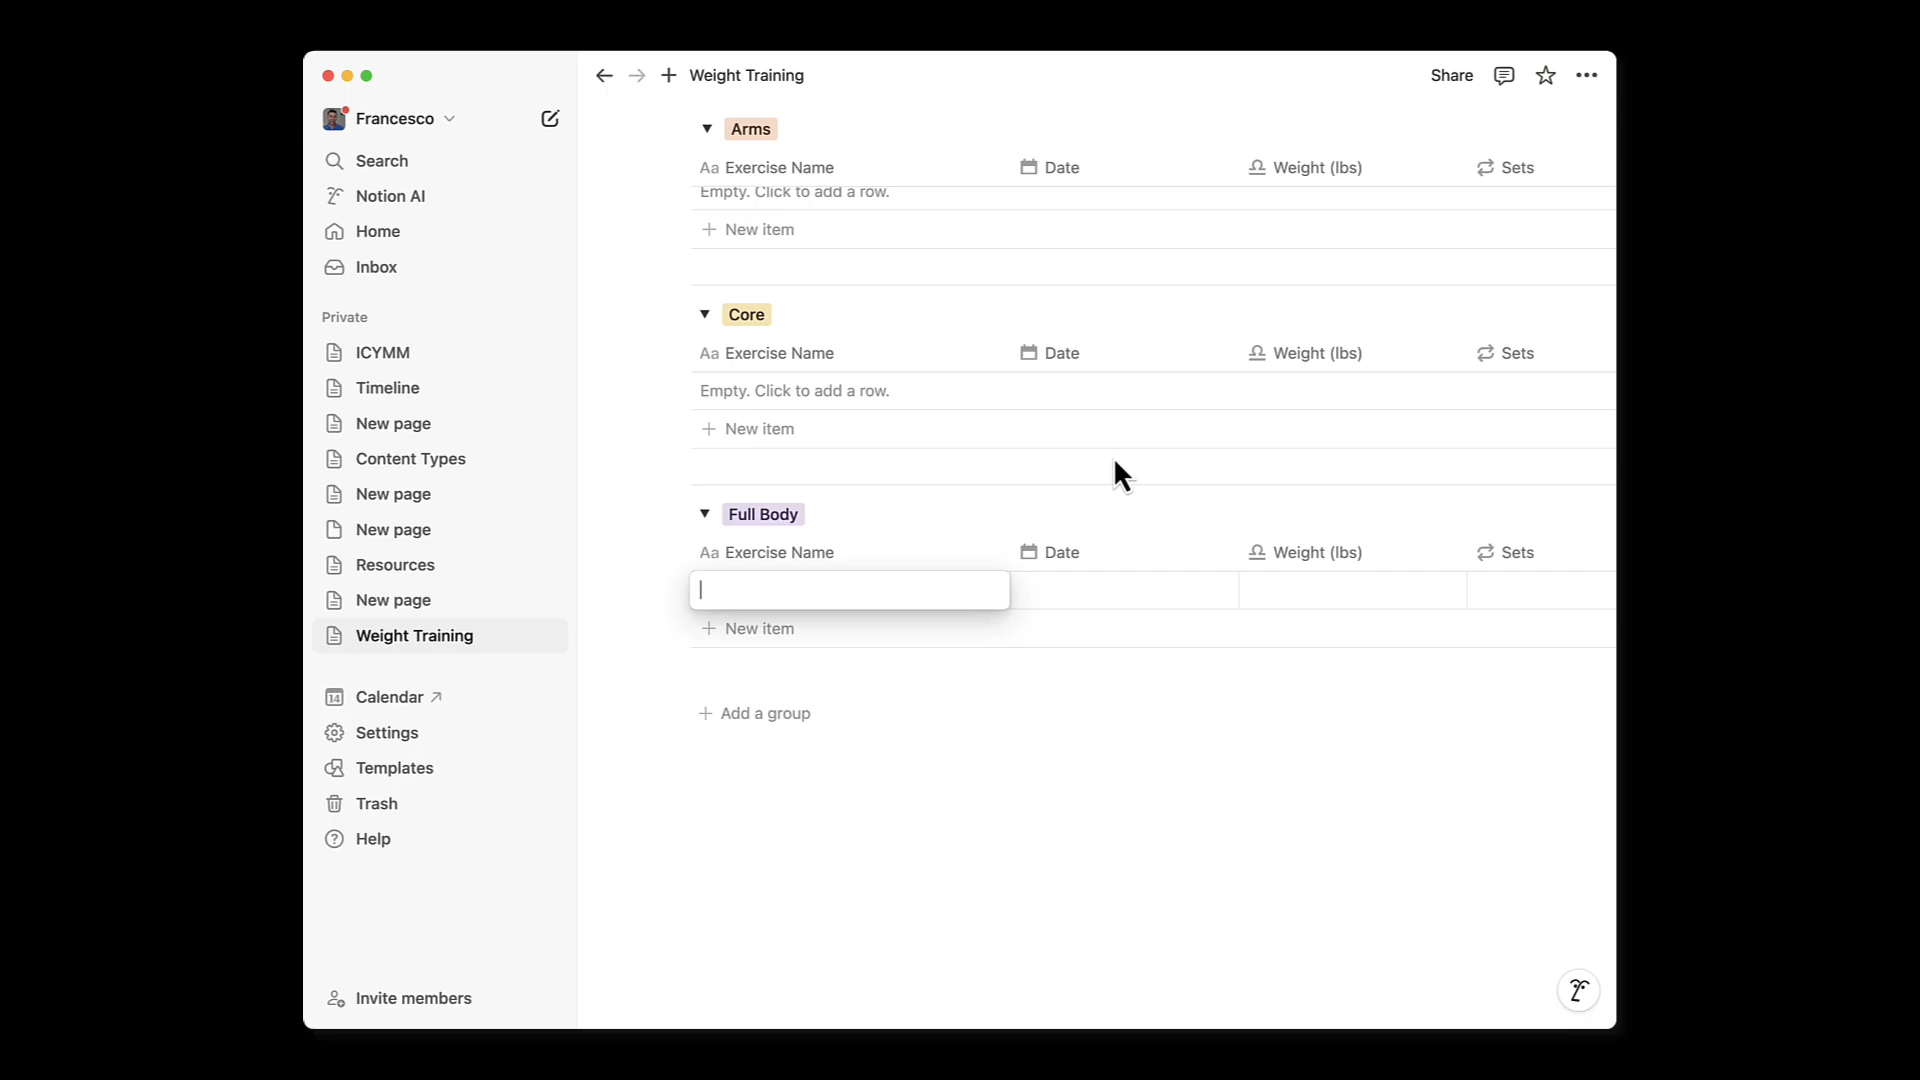 Francesco
Search
Notion AI
Home
Inbox
Private
ICYMM
Timeline
New page
Content Types
New page
New page
Resources
New page
Weight Training
14 Calendar
Settings
Templates
Trash
Help
Invite members
Weight Training
Share
Arms
Aa Exercise Name Date Weight (lbs) Sets
Empty. Click to add a row.
New item
Core
Aa Exercise Name Date Weight (lbs) Sets
Empty. Click to add a row.
New item
Full Body
Aa Exercise Name Date Weight (lbs) Sets
New item
Add a group